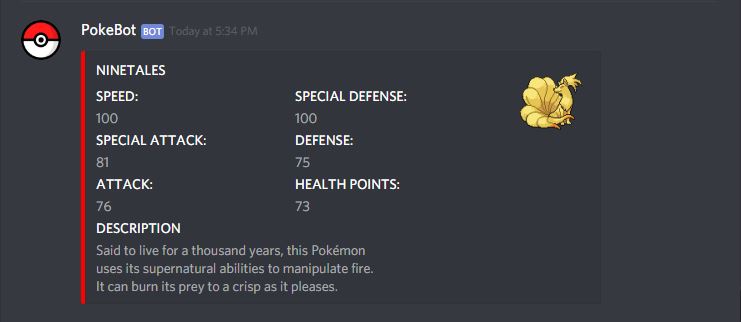 PokeBot BOT Today at 5:34 PM
NINETALES
SPEED: SPECIAL DEFENSE:
100 100
SPECIAL ATTACK: DEFENSE:
81 75
ATTACK: HEALTH POINTS:
76 73
DESCRIPTION
Said to live for a thousand years, this Pokémon
uses its supernatural abilities to manipulate fire.
It can burn its prey to a crisp as it pleases.